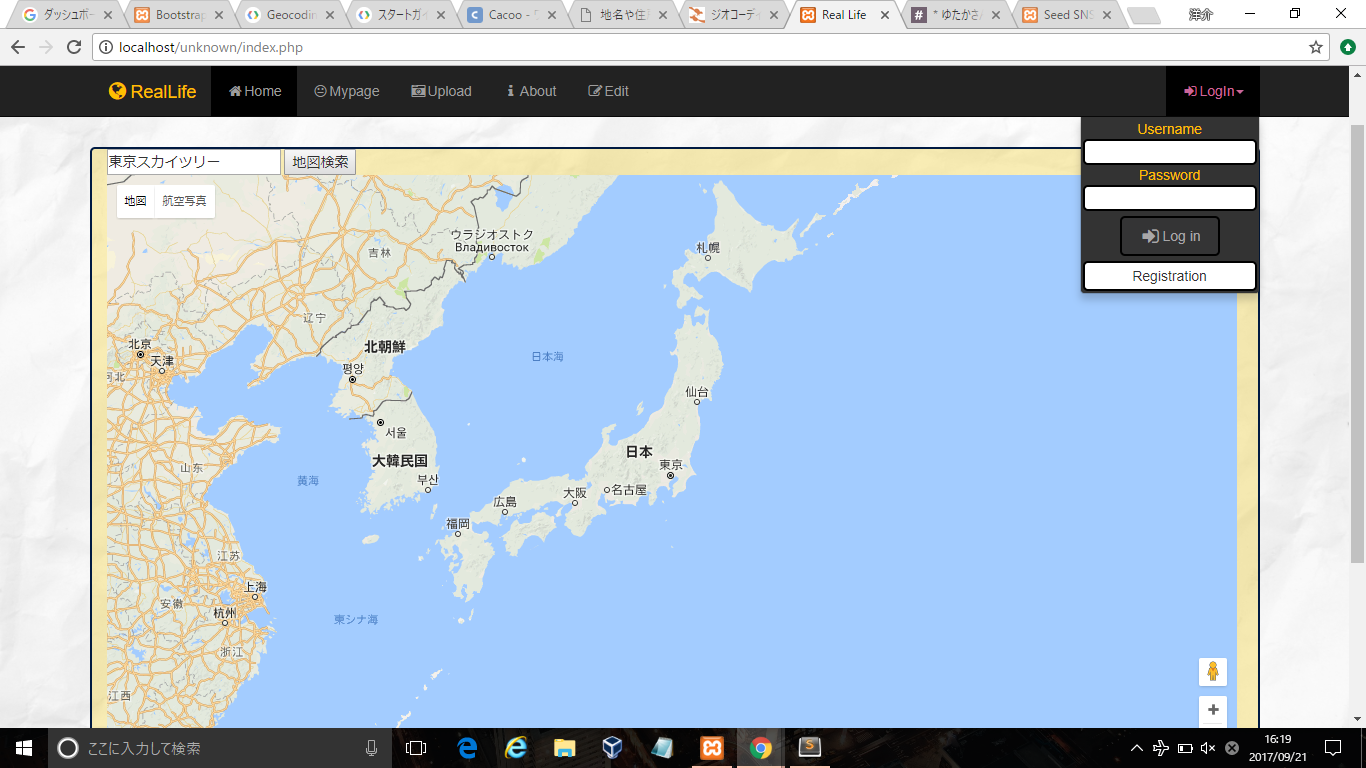 ダッシュボー
Bootstrap
Geocodin
スタートガイ
Cacoo - ワ
地名や住
ジオコーディ
Real Life
* ゆたかさ
Seed SNS
洋介
localhost/unknown/index.php
RealLife
Home
Mypage
Upload
About
Edit
LogIn
Username
Password
Log in
Registration
東京スカイツリー
地図検索
地図
航空写真
ウラジオストク
Владивосток
吉林
札幌
辽宁
北京
天津
河北
北朝鮮
평양
日本海
仙台
서울
大韓民国
부산
日本
東京
山东
黄海
広島
大阪
名古屋
福岡
江苏
上海
安徽
杭州
東シナ海
浙江
江西
ここに入力して検索
16:19
2017/09/21